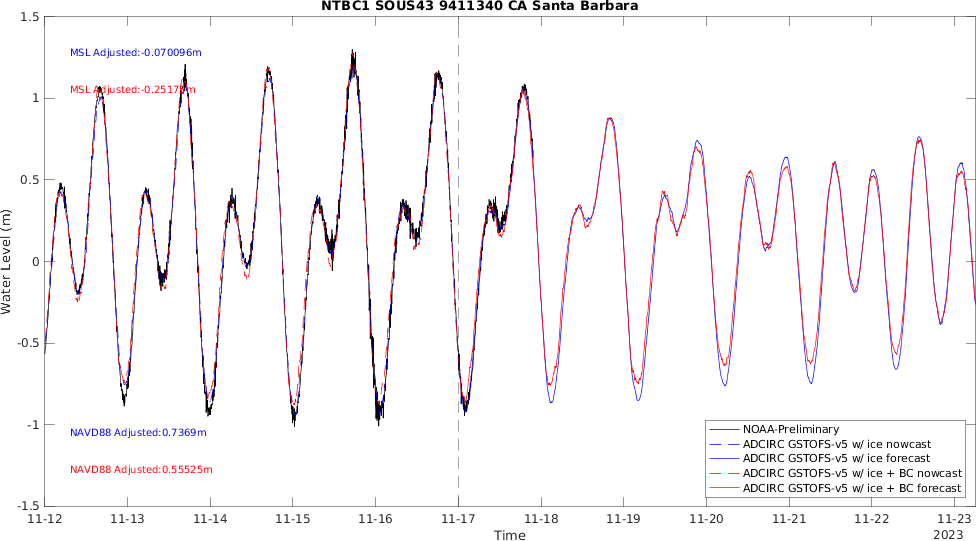 NTBC1 SOUS43 9411340 CA Santa Barbara
1.5
MSL Adjusted:-0.070096m
MSL Adjusted:-0.2517 m
1
0.5
Water Level (m)
0
-0.5
-1
NAVD88 Adjusted:0.7369m
NAVD88 Adjusted:0.55525m
NOAA-Preliminary
ADCIRC GSTOFS-v5 w/ ice nowcast
ADCIRC GSTOFS-v5 w/ ice forecast
ADCIRC GSTOFS-v5 w/ ice + BC nowcast
ADCIRC GSTOFS-v5 w/ ice + BC forecast
-1.5
11-12 11-13 11-14 11-15 11-16 11-17 11-18 11-19 11-20 11-21 11-22 11-23
Time
2023